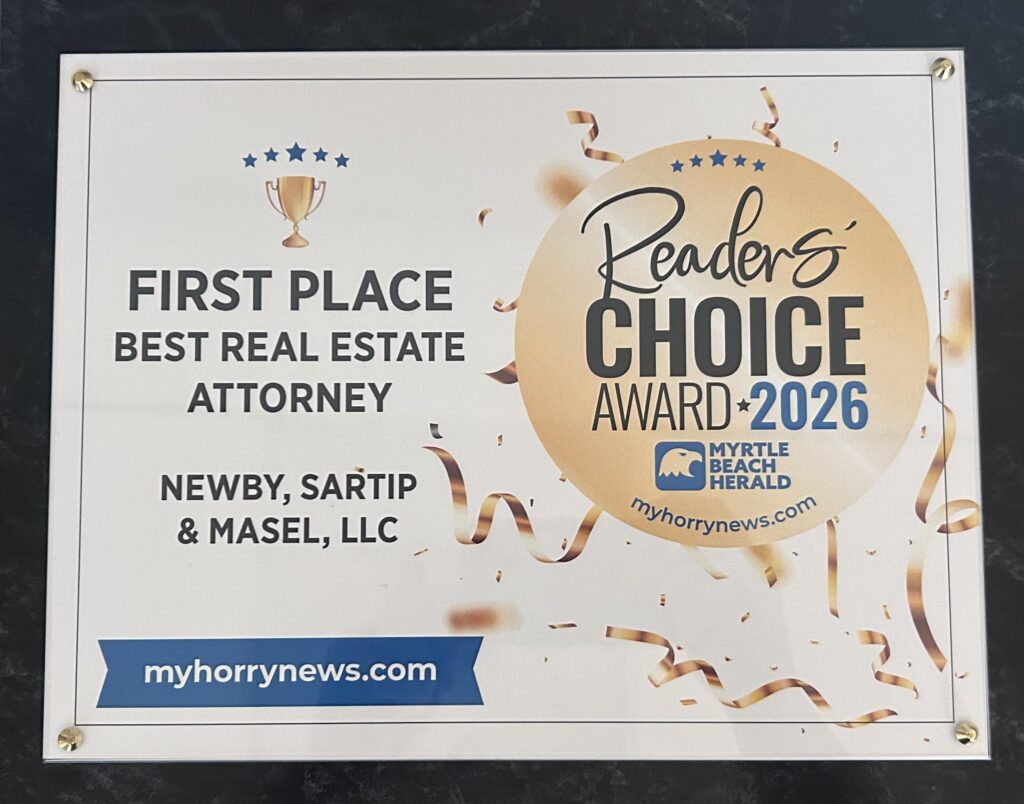 FIRST PLACE
BEST REAL ESTATE
ATTORNEY
NEWBY, SARTIP
& MASEL, LLC
myhorrynews.com
Readers'
CHOICE
AWARD★2026
MYRTLE
BEACH
HERALD
myhorrynews.com